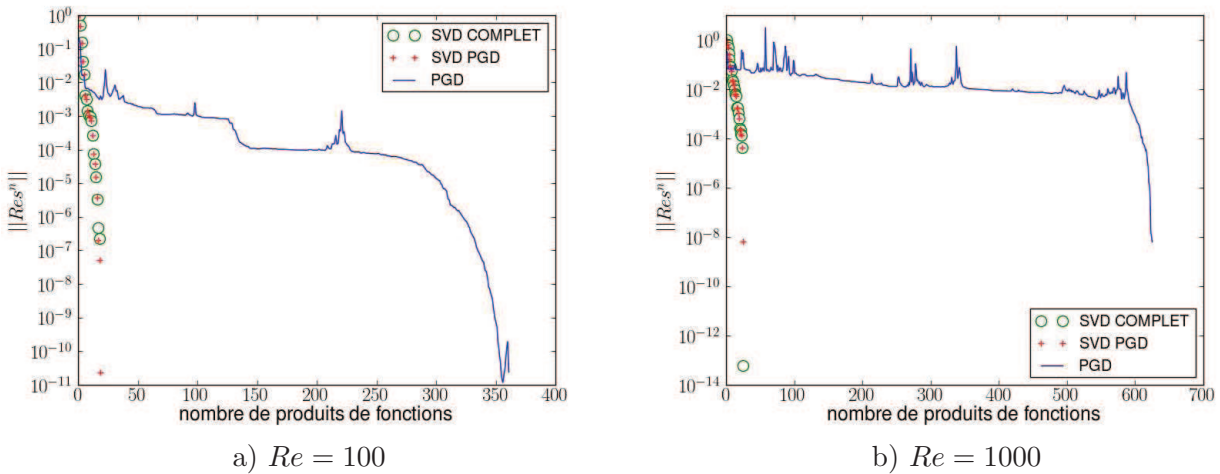 10^0
10^-1
10^-2
10^-3
10^-4
10^-5
10^-6
10^-7
10^-8
10^-9
10^-10
10^-11
||Res^n||
0 50 100 150 200 250 300 350 400
nombre de produits de fonctions
SVD COMPLET
SVD PGD
PGD
a) Re = 100
10^0
10^-2
10^-4
10^-6
10^-8
10^-10
10^-12
10^-14
||Res^n||
0 100 200 300 400 500 600 700
nombre de produits de fonctions
SVD COMPLET
SVD PGD
PGD
b) Re = 1000